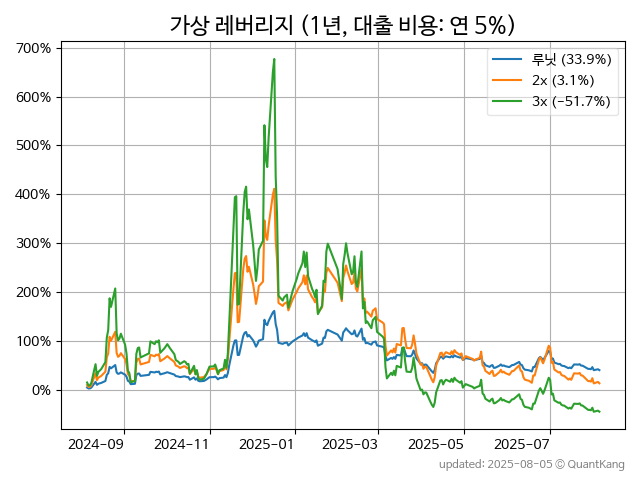 가상 레버리지 (1년, 대출 비용: 연 5%)
700%
600%
500%
400%
300%
200%
100%
0%
루닛 (33.9%)
2x (3.1%)
3x (−51.7%)
2024-09
2024-11
2025-01
2025-03
2025-05
2025-07
updated: 2025-08-05 © QuantKang